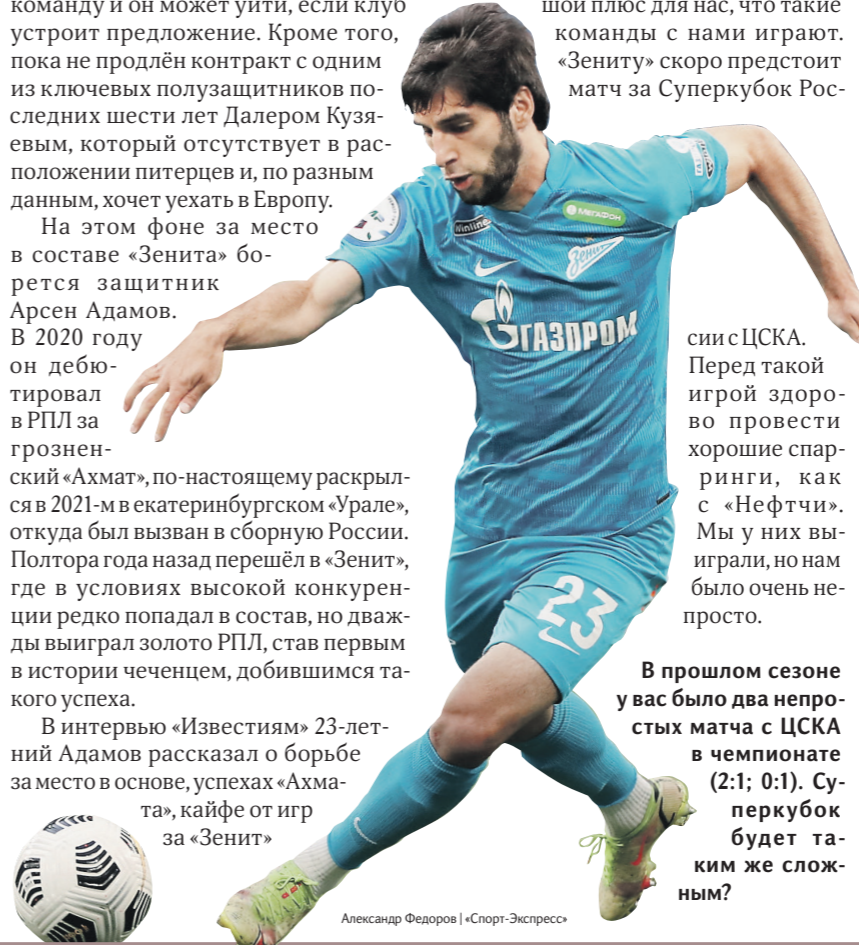 команду и он может уйти, если клуб
устроит предложение. Кроме того,
пока не продлён контракт с одним
из ключевых полузащитников по-
следних шести лет Далером Кузя-
евым, который отсутствует в рас-
положении питерцев и, по разным
данным, хочет уехать в Европу.
На этом фоне за место
в составе «Зенита» бо-
рется защитник
Арсен Адамов.
В 2020 году
он дебю-
тировал
в РПЛ за
грознен-
ский «Ахмат», по-настоящему раскрыл-
ся в 2021-м в екатеринбургском «Урале»,
откуда был вызван в сборную России.
Полтора года назад перешёл в «Зенит»,
где в условиях высокой конкурен-
ции редко попадал в состав, но дваж-
ды выиграл золото РПЛ, став первым
в истории чеченцем, добившимся та-
кого успеха.
В интервью «Известиям» 23-лет-
ний Адамов рассказал о борьбе
за место в основе, успехах «Ахма-
та», кайфе от игр
за «Зенит»
шой плюс для нас, что такие
команды с нами играют.
«Зениту» скоро предстоит
матч за Суперкубок Рос-
сии с ЦСКА.
Перед такой
игрой здоро-
во провести
хорошие спар-
ринги, как
с «Нефтчи».
Мы у них вы-
играли, но нам
было очень не-
просто.
В прошлом сезоне
у вас было два непро-
стых матча с ЦСКА
в чемпионате
(2:1; 0:1). Су-
перкубок
будет та-
ким же слож-
ным?
Winline
МЕГАФОН
Зенит
ГАЗПРОМ
23
Александр Федоров | «Спорт-Экспресс»